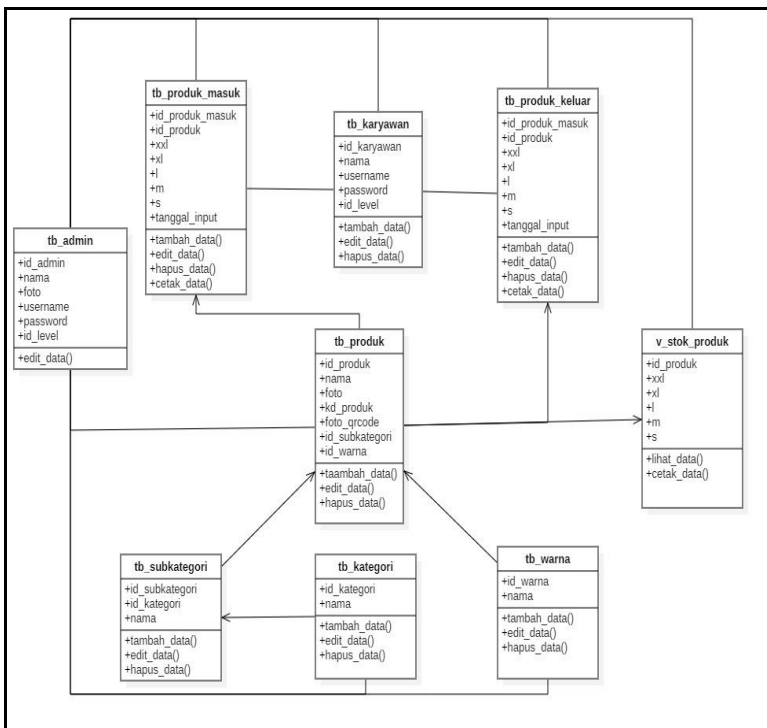 tb_produk_masuk
+id_produk_masuk
+id_produk
+xxl
+xl
+l
+m
+s
+tanggal_input
+tambah_data()
+edit_data()
+hapus_data()
+cetak_data()
tb_karyawan
+id_karyawan
+nama
+username
+password
+id_level
+tambah_data()
+edit_data()
+hapus_data()
tb_produk_keluar
+id_produk_masuk
+id_produk
+xxl
+xl
+l
+m
+s
+tanggal_input
+tambah_data()
+edit_data()
+hapus_data()
+cetak_data()
tb_admin
+id_admin
+nama
+foto
+username
+password
+id_level
+edit_data()
tb_produk
+id_produk
+nama
+foto
+kd_produk
+foto_qrcode
+id_subkategori
+id_warna
+taambah_data()
+edit_data()
+hapus_data()
v_stok_produk
+id_produk
+xxl
+xl
+l
+m
+s
+lihat_data()
+cetak_data()
tb_subkategori
+id_subkategori
+id_kategori
+nama
+tambah_data()
+edit_data()
+hapus_data()
tb_kategori
+id_kategori
+nama
+tambah_data()
+edit_data()
+hapus_data()
tb_warna
+id_warna
+nama
+tambah_data()
+edit_data()
+hapus_data()